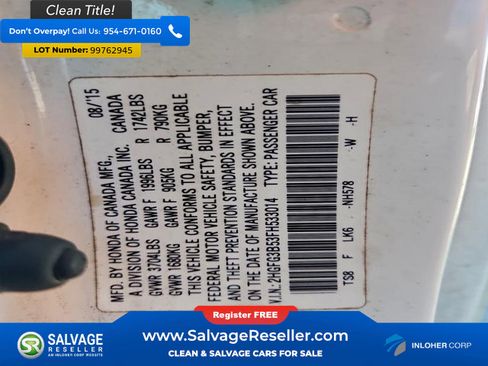 Clean Title!
Don't Overpay! Call Us: 954-671-0160
LOT Number: 99762945
MFD. BY HONDA OF CANADA MFG., 08/15
A DIVISION OF HONDA CANADA INC. CANADA
GVWR 3704LBS GAWR F 1996LBS R 1742LBS
GVWR 1680KG GAWR F 905KG R 790KG
THIS VEHICLE CONFORMS TO ALL APPLICABLE
FEDERAL MOTOR VEHICLE SAFETY, BUMPER,
AND THEFT PREVENTION STANDARDS IN EFFECT
ON THE DATE OF MANUFACTURE SHOWN ABOVE.
V.I.N.: 2HGFG3B53FH533014 TYPE: PASSENGER CAR
TS8 F LK6 -NH578 -W -H
Register FREE
SALVAGE
RESELLER
AN INLOHER CORP WEBSITE
www.SalvageReseller.com
CLEAN & SALVAGE CARS FOR SALE
INLOHER CORP